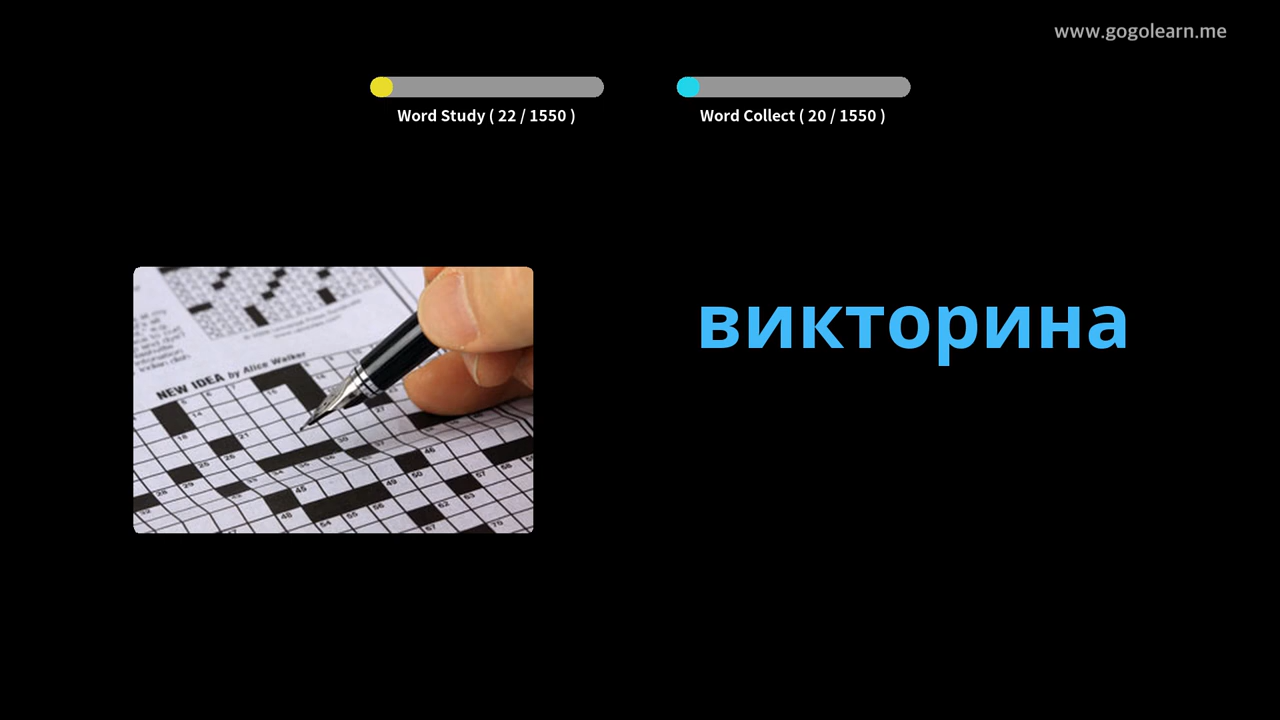 www.gogolearn.me
Word Study ( 22 / 1550 )
Word Collect ( 20 / 1550 )
викторина
NEW IDEA by Alice Walker